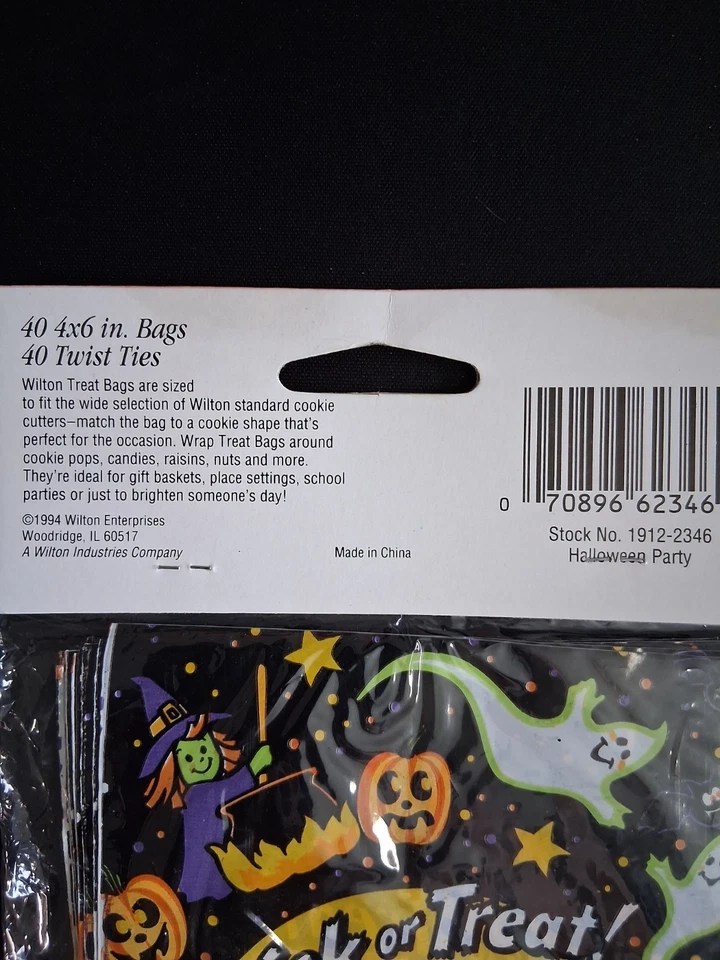 40 4x6 in. Bags
40 Twist Ties
Wilton Treat Bags are sized
to fit the wide selection of Wilton standard cookie
cutters–match the bag to a cookie shape that's
perfect for the occasion. Wrap Treat Bags around
cookie pops, candies, raisins, nuts and more.
They're ideal for gift baskets, place settings, school
parties or just to brighten someone's day!
©1994 Wilton Enterprises
Woodridge, IL 60517
A Wilton Industries Company
Made in China
0 70896 62346
Stock No. 1912-2346
Halloween Party
or Treat!